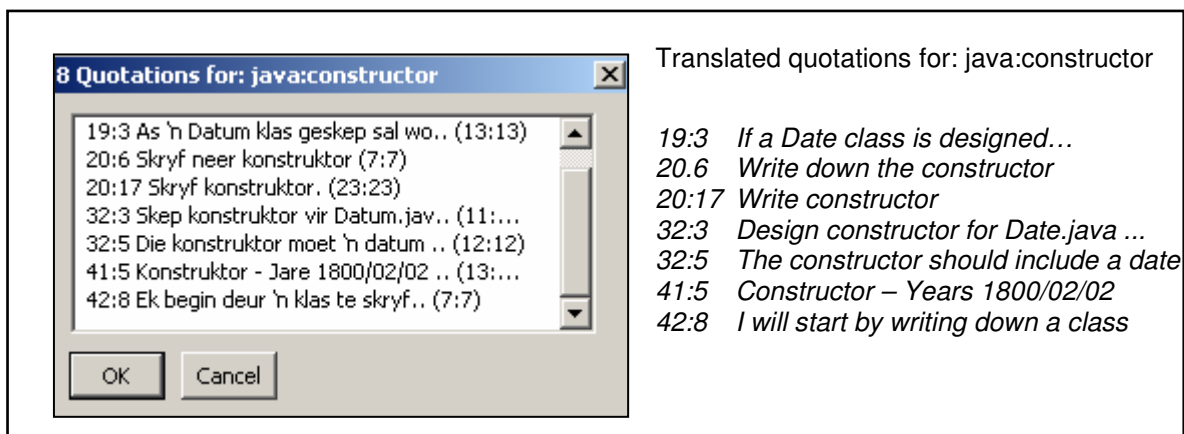 8 Quotations for: java:constructor
19:3 As 'n Datum klas geskep sal wo.. (13:13)
20:6 Skryf neer konstruktor (7:7)
20:17 Skryf konstruktor. (23:23)
32:3 Skep konstruktor vir Datum.jav.. (11:...
32:5 Die konstruktor moet 'n datum .. (12:12)
41:5 Konstruktor - Jare 1800/02/02 .. (13:...
42:8 Ek begin deur 'n klas te skryf.. (7:7)
OK
Cancel
Translated quotations for: java:constructor
19:3 If a Date class is designed…
20.6 Write down the constructor
20:17 Write constructor
32:3 Design constructor for Date.java ...
32:5 The constructor should include a date
41:5 Constructor – Years 1800/02/02
42:8 I will start by writing down a class